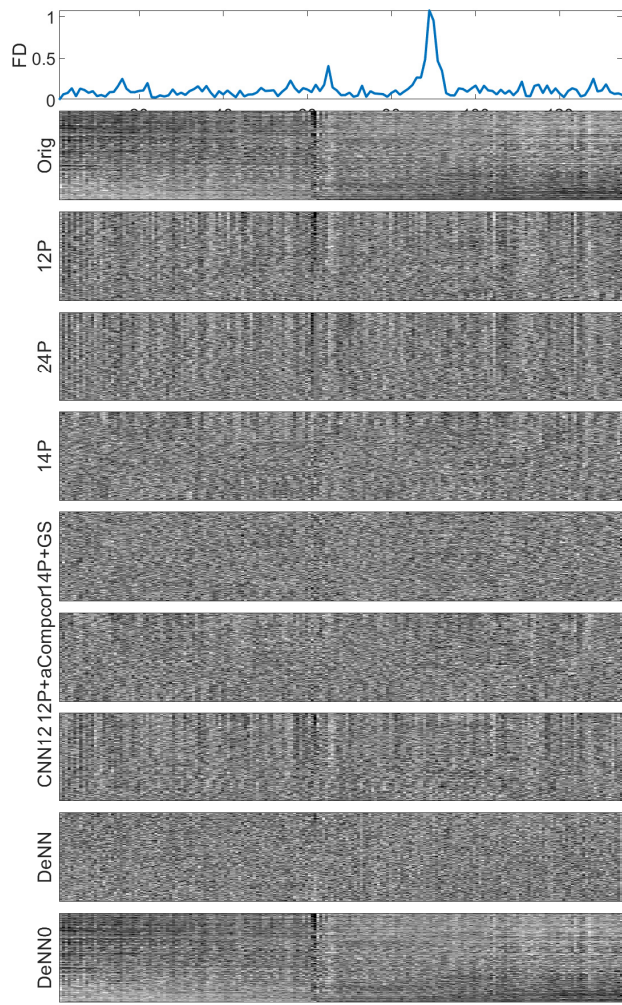 1
0.5
0
FD
Orig
12P
24P
14P
14P+GS
12P+aCompcor
CNN12
DeNN
DeNN0